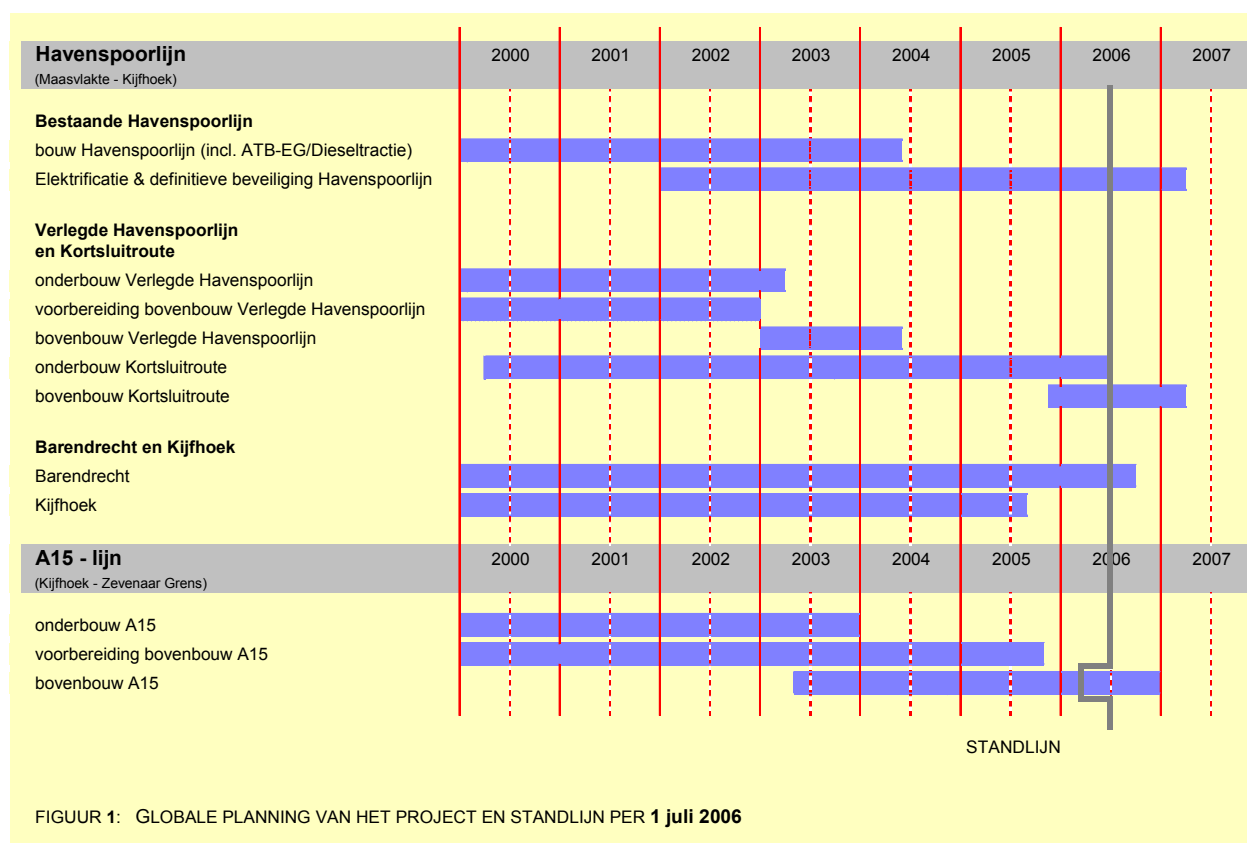 Havenspoorlijn 2000 2001 2002 2003 2004 2005 2006 2007
(Maasvlakte - Kijfhoek)
Bestaande Havenspoorlijn
bouw Havenspoorlijn (incl. ATB-EG/Dieseltractie)
Elektrificatie & definitieve beveiliging Havenspoorlijn
Verlegde Havenspoorlijn
en Kortsluitroute
onderbouw Verlegde Havenspoorlijn
voorbereiding bovenbouw Verlegde Havenspoorlijn
bovenbouw Verlegde Havenspoorlijn
onderbouw Kortsluitroute
bovenbouw Kortsluitroute
Barendrecht en Kijfhoek
Barendrecht
Kijfhoek
A15 - lijn 2000 2001 2002 2003 2004 2005 2006 2007
(Kijfhoek - Zevenaar Grens)
onderbouw A15
voorbereiding bovenbouw A15
bovenbouw A15
STANDLIJN
FIGUUR 1: GLOBALE PLANNING VAN HET PROJECT EN STANDLIJN PER 1 juli 2006